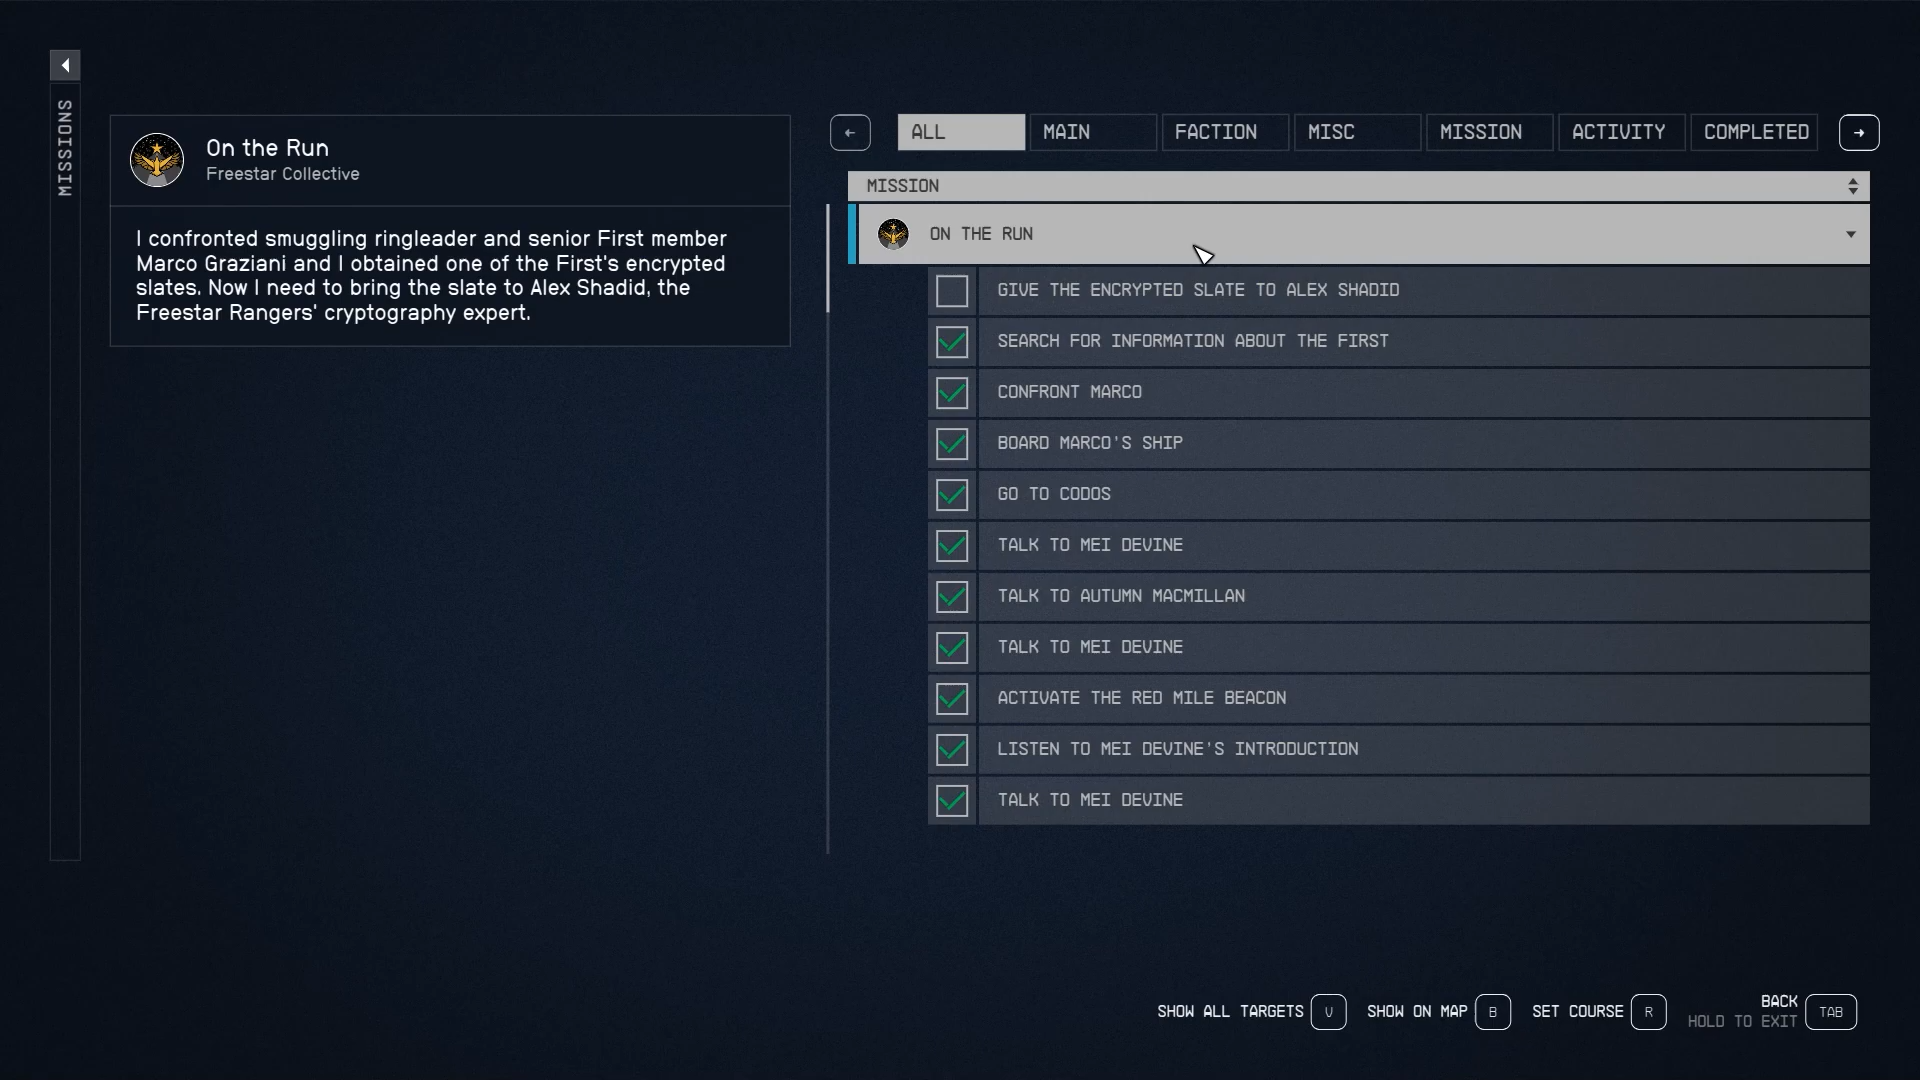 MISSIONS
On the Run
Freestar Collective
I confronted smuggling ringleader and senior First member
Marco Graziani and I obtained one of the First's encrypted
slates. Now I need to bring the slate to Alex Shadid, the
Freestar Rangers' cryptography expert.
ALL MAIN FACTION MISC MISSION ACTIVITY COMPLETED
MISSION
ON THE RUN
GIVE THE ENCRYPTED SLATE TO ALEX SHADID
SEARCH FOR INFORMATION ABOUT THE FIRST
CONFRONT MARCO
BOARD MARCO'S SHIP
GO TO CODOS
TALK TO MEI DEVINE
TALK TO AUTUMN MACMILLAN
TALK TO MEI DEVINE
ACTIVATE THE RED MILE BEACON
LISTEN TO MEI DEVINE'S INTRODUCTION
TALK TO MEI DEVINE
SHOW ALL TARGETS V SHOW ON MAP B SET COURSE R BACK TAB
HOLD TO EXIT